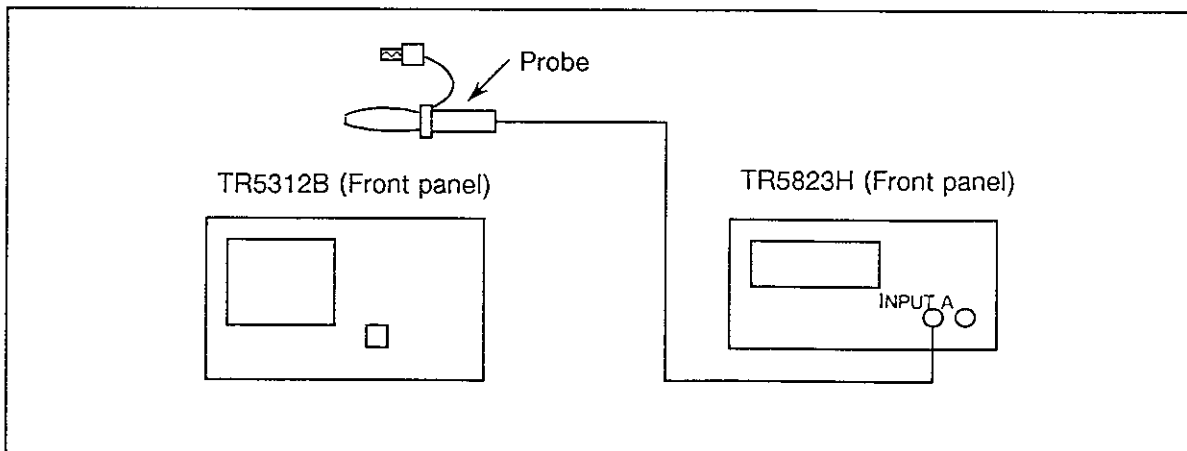 Probe
TR5312B (Front panel)
TR5823H (Front panel)
INPUT A